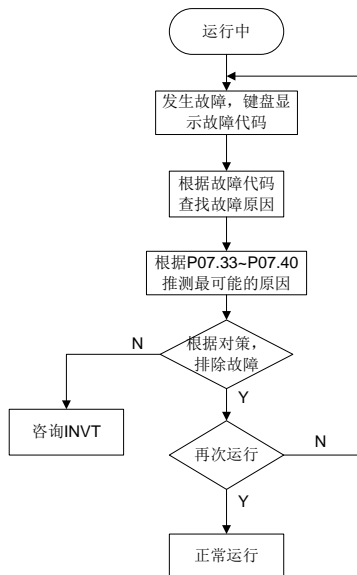 运行中
发生故障，键盘显
示故障代码
根据故障代码
查找故障原因
根据P07.33~P07.40
推测最可能的原因
N
根据对策，
排除故障
Y
咨询INVT
再次运行
N
Y
正常运行